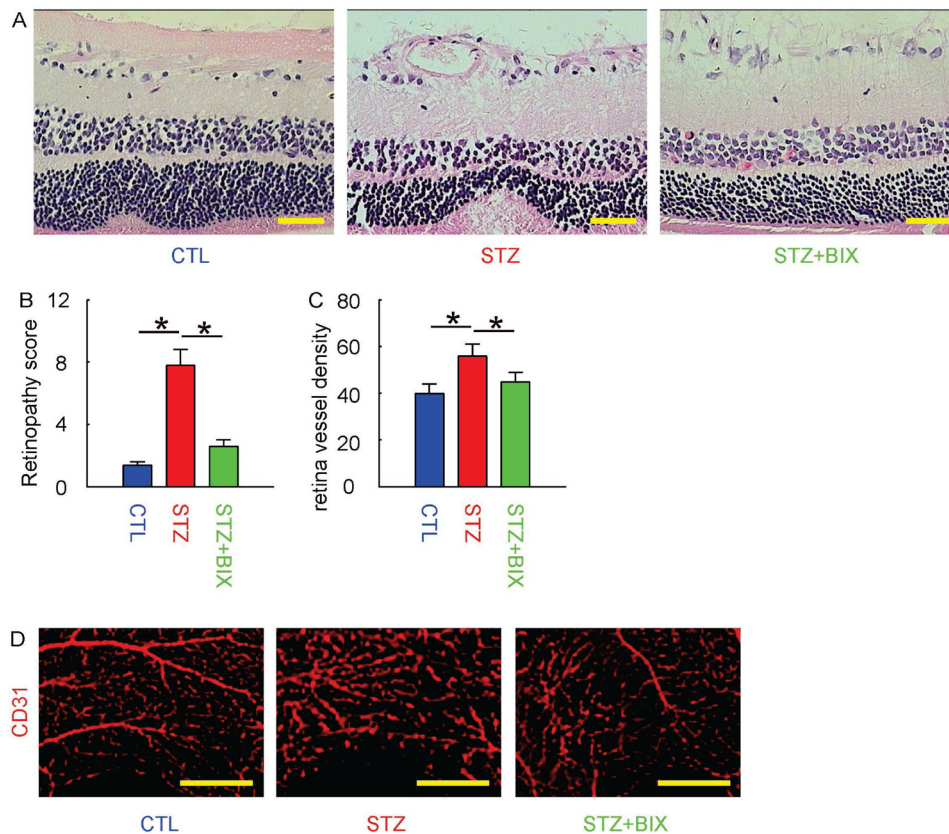 A
CTL
STZ
STZ+BIX
B
Retinopathy score
12
8
4
0
*
*
CTL
STZ
STZ+BIX
C
retina vessel density
80
60
40
20
0
*
*
CTL
STZ
STZ+BIX
D
CD31
CTL
STZ
STZ+BIX